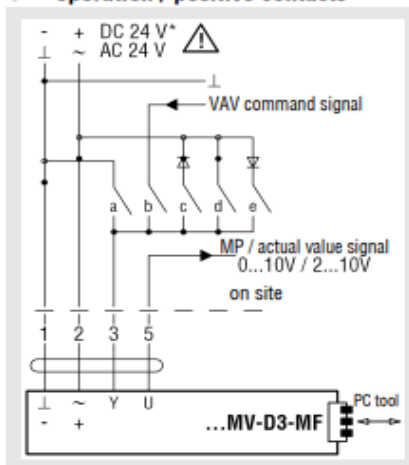 operation / positive contacts
- + DC 24 V*
⊥ ~ AC 24 V
⊥
VAV command signal
a b c d e
MP / actual value signal
0...10V / 2...10V
on site
1 2 3 5
⊥ ~ Y U
- +
...MV-D3-MF
PC tool